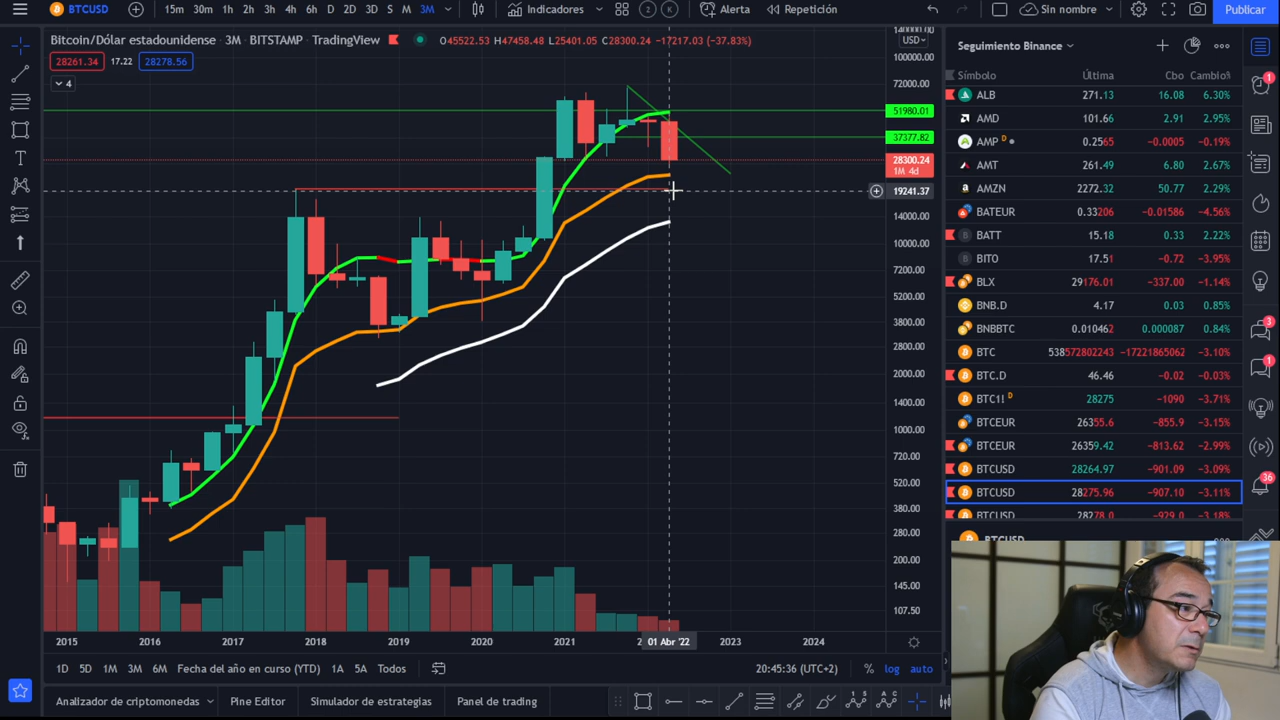 BTCUSD 15m 30m 1h 2h 3h 4h 6h D 2D 3D S M 3M Indicadores 2 K Alerta Repetición Sin nombre Publicar
Bitcoin/Dólar estadounidense · 3M · BITSTAMP · TradingView O45522.53 H47458.48 L25401.05 C28300.24 −17217.03 (−37.83%)
28261.34 17.22 28278.56
4
USD
140000.00
100000.00
72000.00
51980.01
37377.82
28300.24
1M 4d
19241.37
14000.00
10000.00
7200.00
5200.00
3800.00
2800.00
2000.00
1400.00
1000.00
720.00
520.00
380.00
280.00
200.00
145.00
107.50
2015 2016 2017 2018 2019 2020 2021 01 Abr '22 2023 2024
1D 5D 1M 3M 6M Fecha del año en curso (YTD) 1A 5A Todos 20:45:36 (UTC+2) % log auto
Analizador de criptomonedas Pine Editor Simulador de estrategias Panel de trading
Seguimiento Binance
Símbolo Última Cbo Cambio%
ALB 271.13 16.08 6.30%
AMD 101.66 2.91 2.95%
AMP D 0.2565 −0.0005 −0.19%
AMT 261.49 6.80 2.67%
AMZN 2272.32 50.77 2.29%
BATEUR 0.33206 −0.01586 −4.56%
BATT 15.18 0.33 2.22%
BITO 17.51 −0.72 −3.95%
BLX 29176.01 −337.00 −1.14%
BNB.D 4.17 0.03 0.85%
BNBBTC 0.010462 0.000087 0.84%
BTC 538572802243 −17221865062 −3.10%
BTC.D 46.46 −0.02 −0.03%
BTC1! D 28275 −1090 −3.71%
BTCEUR 26355.6 −855.9 −3.15%
BTCEUR 26359.42 −813.62 −2.99%
BTCUSD 28264.97 −901.09 −3.09%
BTCUSD 28275.96 −907.10 −3.11%
BTCUSD 28278.0 −929.0 −3.18%
BTCUSD
1
3
1
36